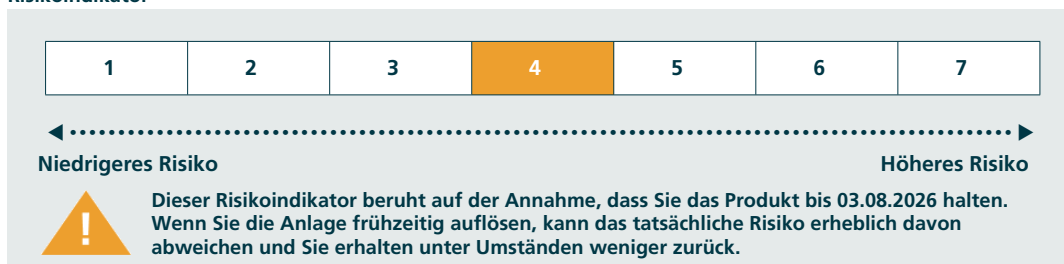 Risikoindikator
1 2 3 4 5 6 7
Niedrigeres Risiko Höheres Risiko
Dieser Risikoindikator beruht auf der Annahme, dass Sie das Produkt bis 03.08.2026 halten.
! Wenn Sie die Anlage frühzeitig auflösen, kann das tatsächliche Risiko erheblich davon
abweichen und Sie erhalten unter Umständen weniger zurück.